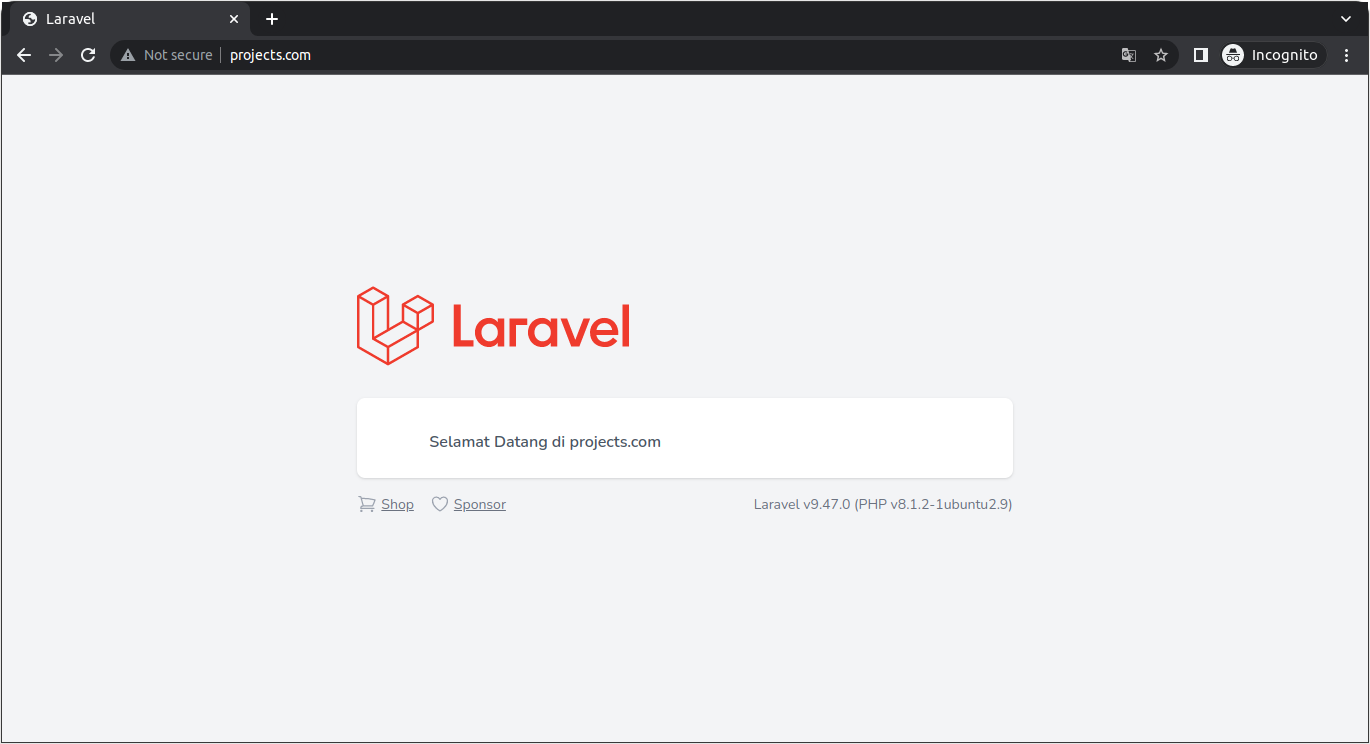 Laravel
Not secure projects.com
Incognito
Laravel
Selamat Datang di projects.com
Shop Sponsor Laravel v9.47.0 (PHP v8.1.2-1ubuntu2.9)